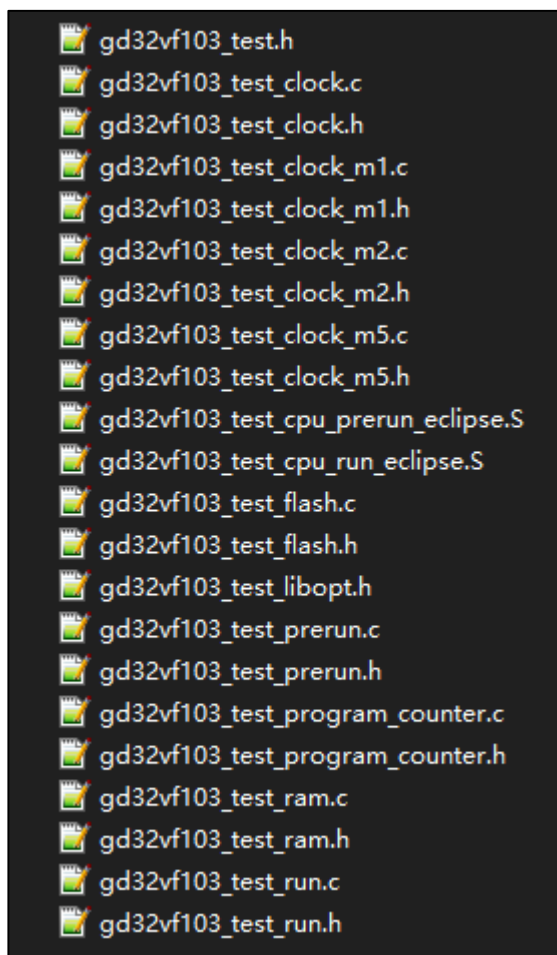 gd32vf103_test.h
gd32vf103_test_clock.c
gd32vf103_test_clock.h
gd32vf103_test_clock_m1.c
gd32vf103_test_clock_m1.h
gd32vf103_test_clock_m2.c
gd32vf103_test_clock_m2.h
gd32vf103_test_clock_m5.c
gd32vf103_test_clock_m5.h
gd32vf103_test_cpu_prerun_eclipse.S
gd32vf103_test_cpu_run_eclipse.S
gd32vf103_test_flash.c
gd32vf103_test_flash.h
gd32vf103_test_libopt.h
gd32vf103_test_prerun.c
gd32vf103_test_prerun.h
gd32vf103_test_program_counter.c
gd32vf103_test_program_counter.h
gd32vf103_test_ram.c
gd32vf103_test_ram.h
gd32vf103_test_run.c
gd32vf103_test_run.h